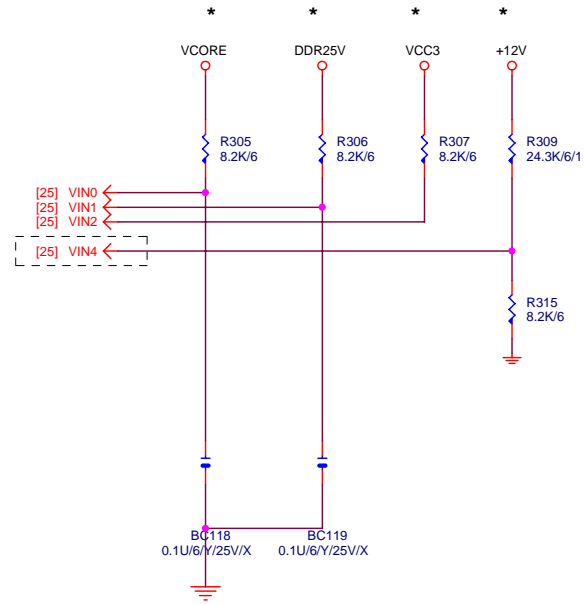 * * * *
VCORE DDR25V VCC3 +12V
R305 R306 R307 R309
8.2K/6 8.2K/6 8.2K/6 24.3K/6/1
[25] VIN0
[25] VIN1
[25] VIN2
[25] VIN4
R315
8.2K/6
BC118 BC119
0.1U/6/Y/25V/X 0.1U/6/Y/25V/X